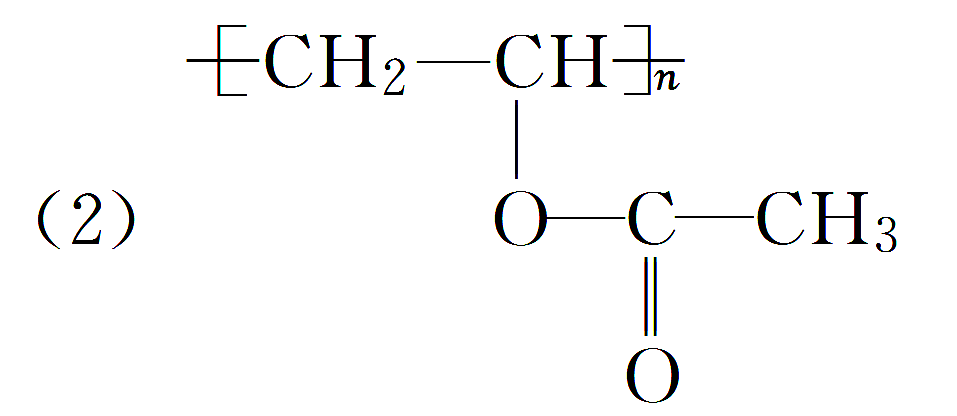 [CH₂—CH]ₙ
(2) O—C—CH₃
O